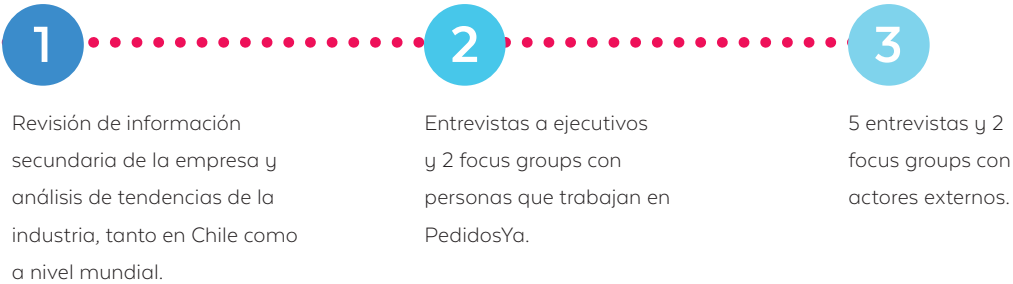 1
Revisión de información
secundaria de la empresa y
análisis de tendencias de la
industria, tanto en Chile como
a nivel mundial.
2
Entrevistas a ejecutivos
y 2 focus groups con
personas que trabajan en
PedidosYa.
3
5 entrevistas y 2
focus groups con
actores externos.